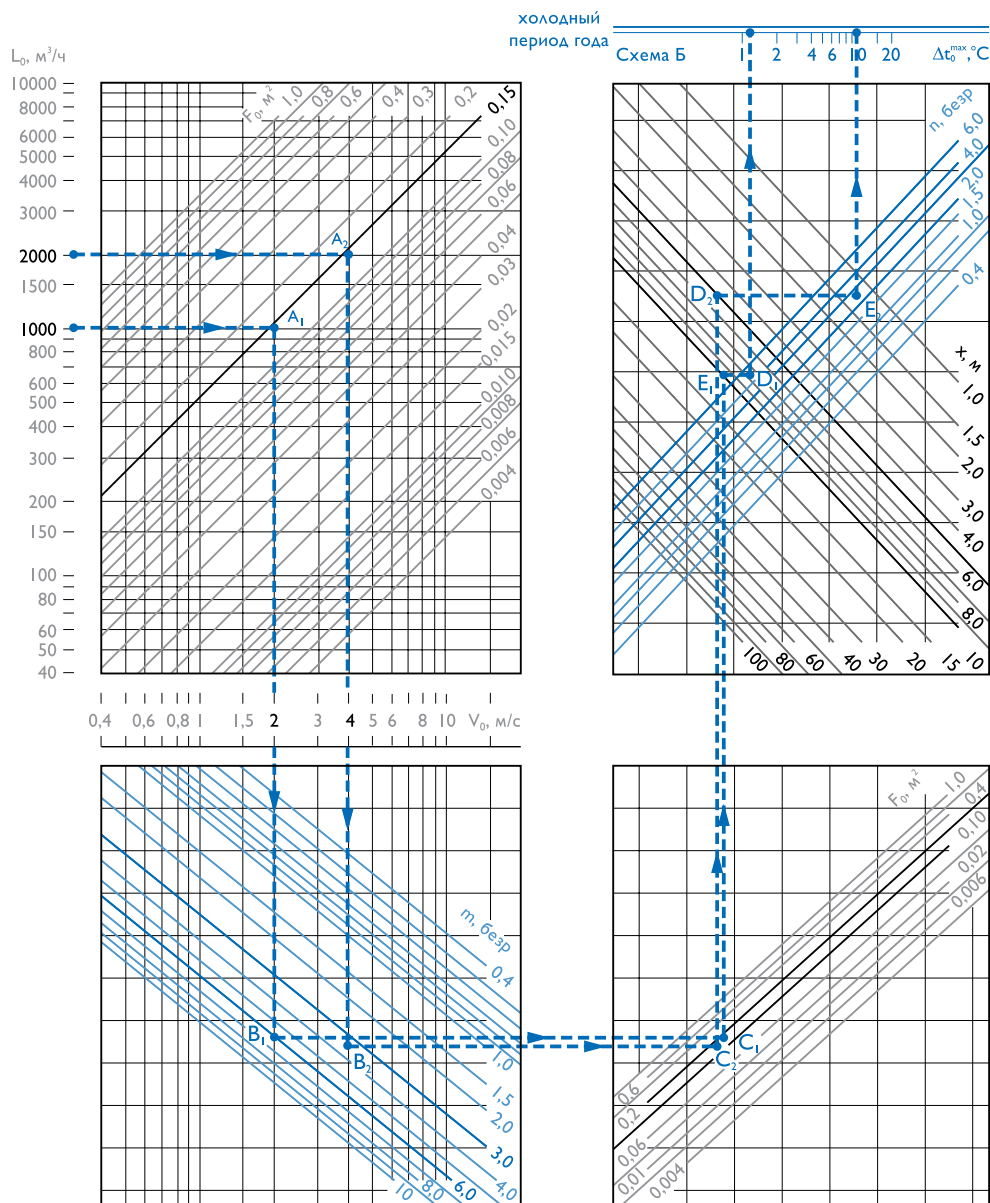 холодный
период года
Схема Б
1 2 4 6 10 20 Δt₀ᵐᵃˣ, °C
L₀, м³/ч
10000
8000
6000
5000
4000
3000
2000
1500
1000
800
600
500
400
300
200
150
100
80
60
50
40
F₀, м² 1,0 0,8 0,6 0,4 0,3 0,2 0,15
0,10
0,08
0,06
0,04
0,03
0,02
0,015
0,010
0,008
0,006
0,004
A₂
A₁
n, безр 6,0
4,0
2,0
1,5
1,0
0,4
D₂
E₂
E₁
D₁
x, м
1,0
1,5
2,0
3,0
4,0
6,0
8,0
100 80 60 40 30 20 15 10
0,4 0,6 0,8 1 1,5 2 3 4 5 6 8 10 V₀, м/с
m, безр
0,4
1,0
1,5
2,0
3,0
4,0
6,0
8,0
10
B₁
B₂
F₀, м² 1,0
0,4
0,10
0,02
0,006
C₁
C₂
0,6
0,2
0,06
0,01
0,004